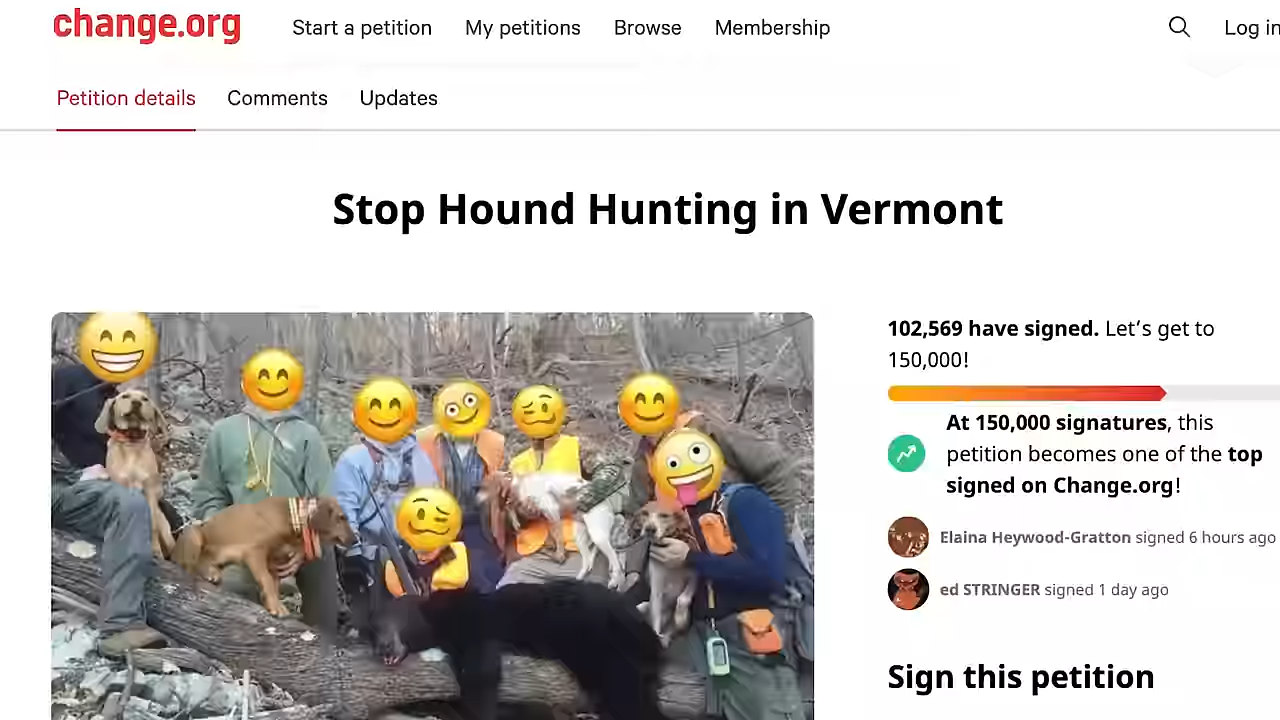 change.org
Start a petition
My petitions
Browse
Membership
Log in
Petition details
Comments
Updates
Stop Hound Hunting in Vermont
102,569 have signed. Let's get to
150,000!
At 150,000 signatures, this
petition becomes one of the top
signed on Change.org!
Elaina Heywood-Gratton signed 6 hours ago
ed STRINGER signed 1 day ago
Sign this petition